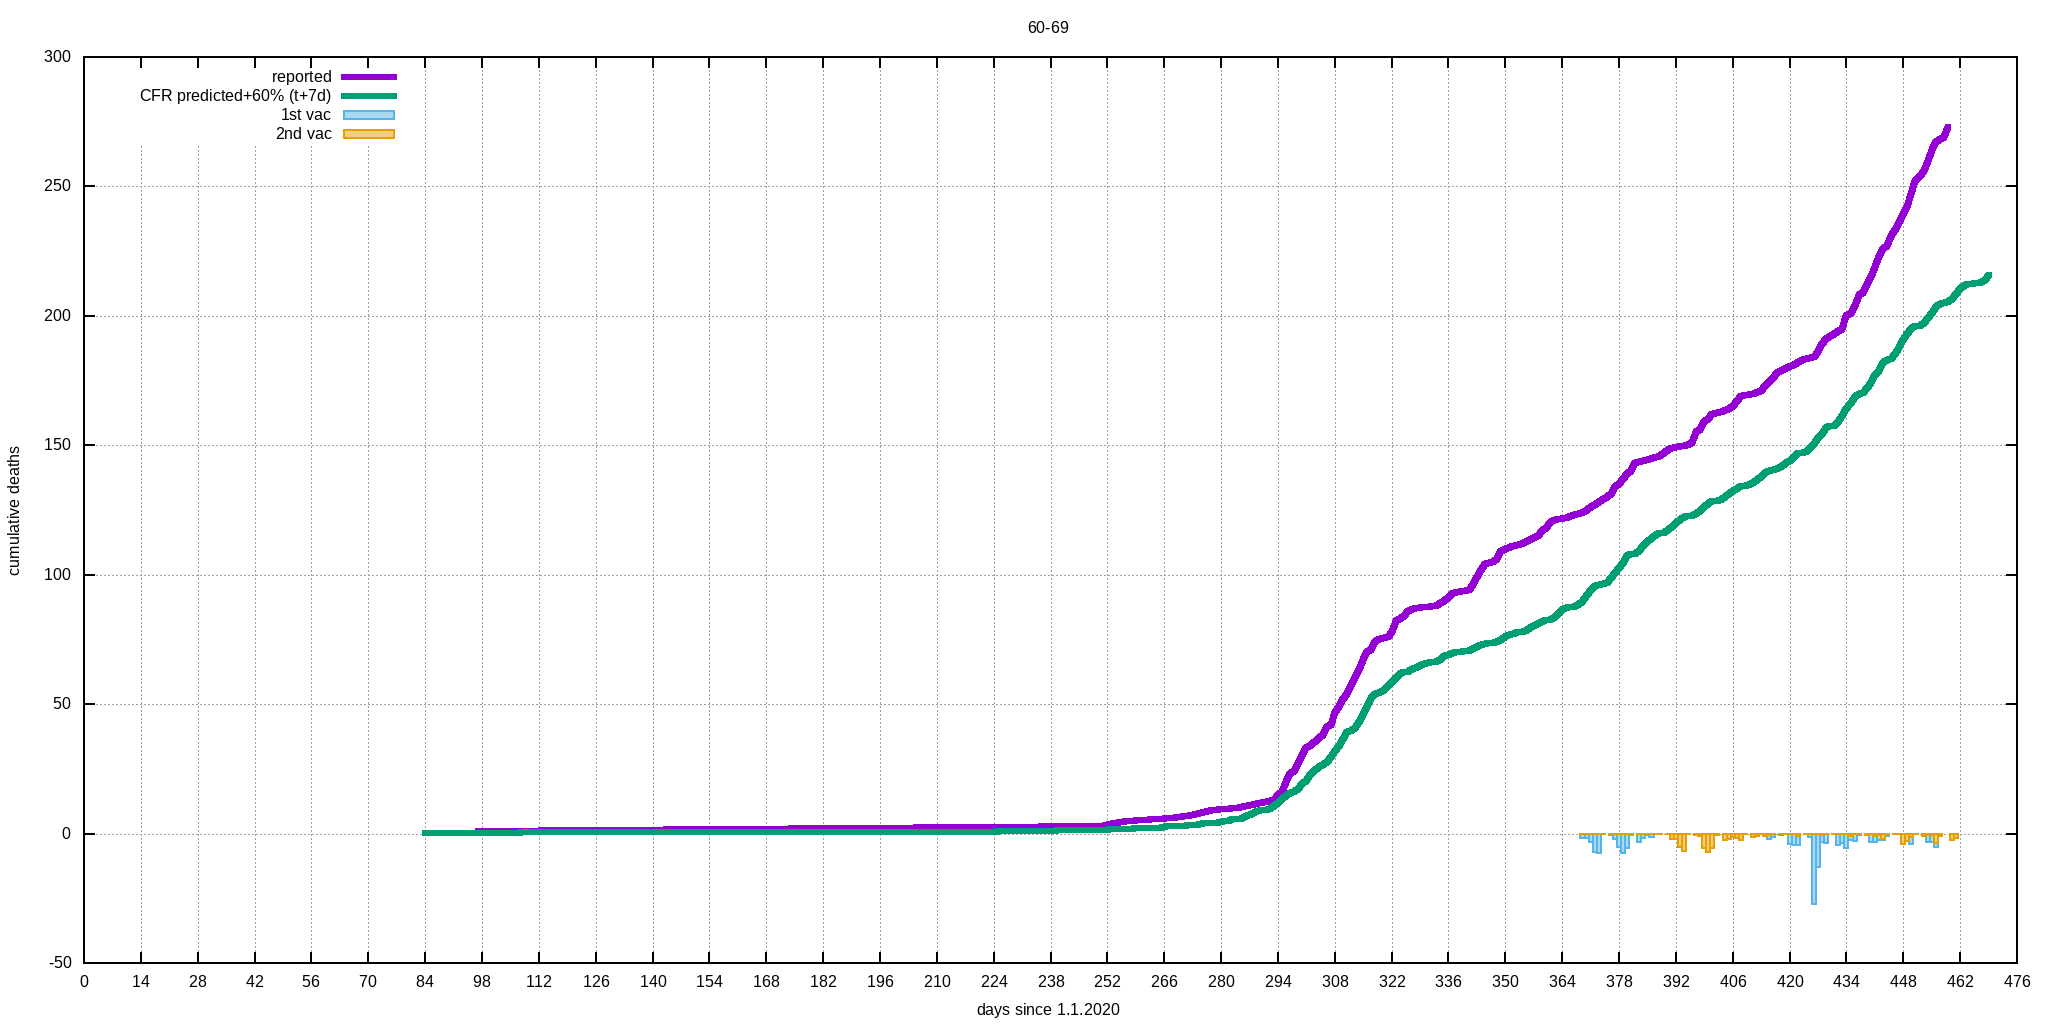 60-69
300
250
200
150
100
50
0
-50
cumulative deaths
reported
CFR predicted+60% (t+7d)
1st vac
2nd vac
0 14 28 42 56 70 84 98 112 126 140 154 168 182 196 210 224 238 252 266 280 294 308 322 336 350 364 378 392 406 420 434 448 462 476
days since 1.1.2020